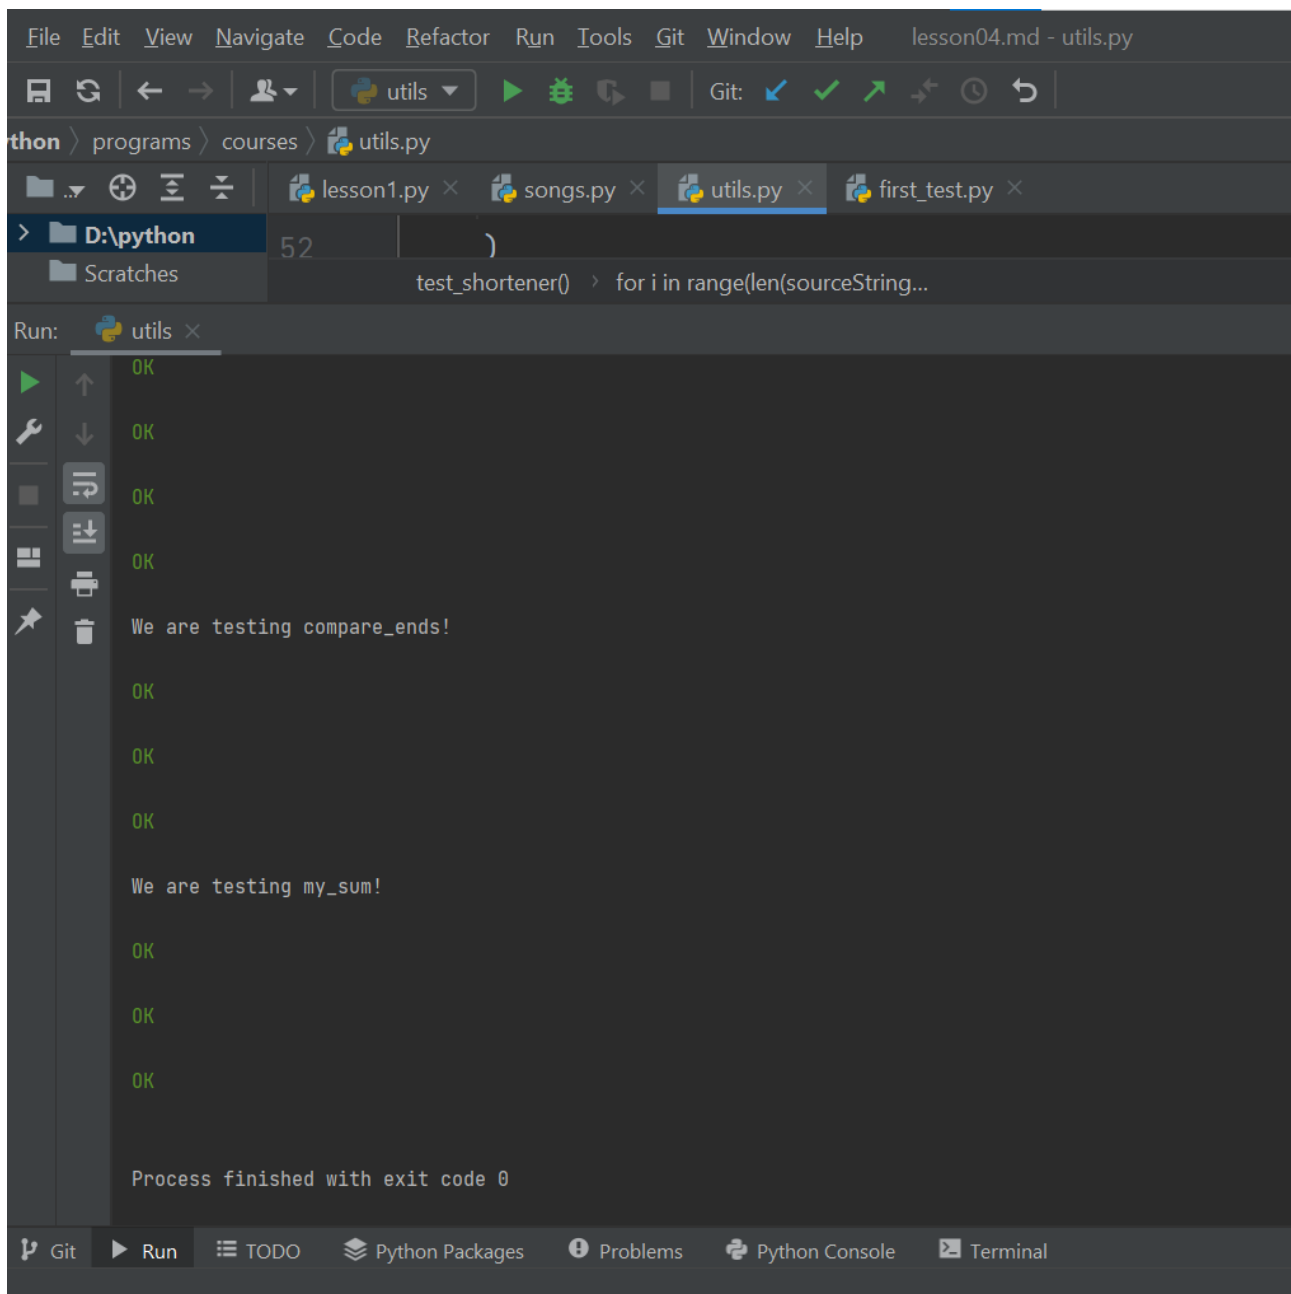 File Edit View Navigate Code Refactor Run Tools Git Window Help lesson04.md - utils.py
utils Git:
ython programs courses utils.py
.. lesson1.py songs.py utils.py first_test.py
D:\python 52 )
Scratches
test_shortener() for i in range(len(sourceString...
Run: utils
OK
OK
OK
OK
We are testing compare_ends!
OK
OK
OK
We are testing my_sum!
OK
OK
OK
Process finished with exit code 0
Git Run TODO Python Packages Problems Python Console Terminal